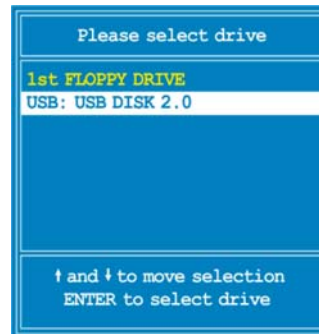 Please select drive
1st FLOPPY DRIVE
USB: USB DISK 2.0
↑ and ↓ to move selection
ENTER to select drive